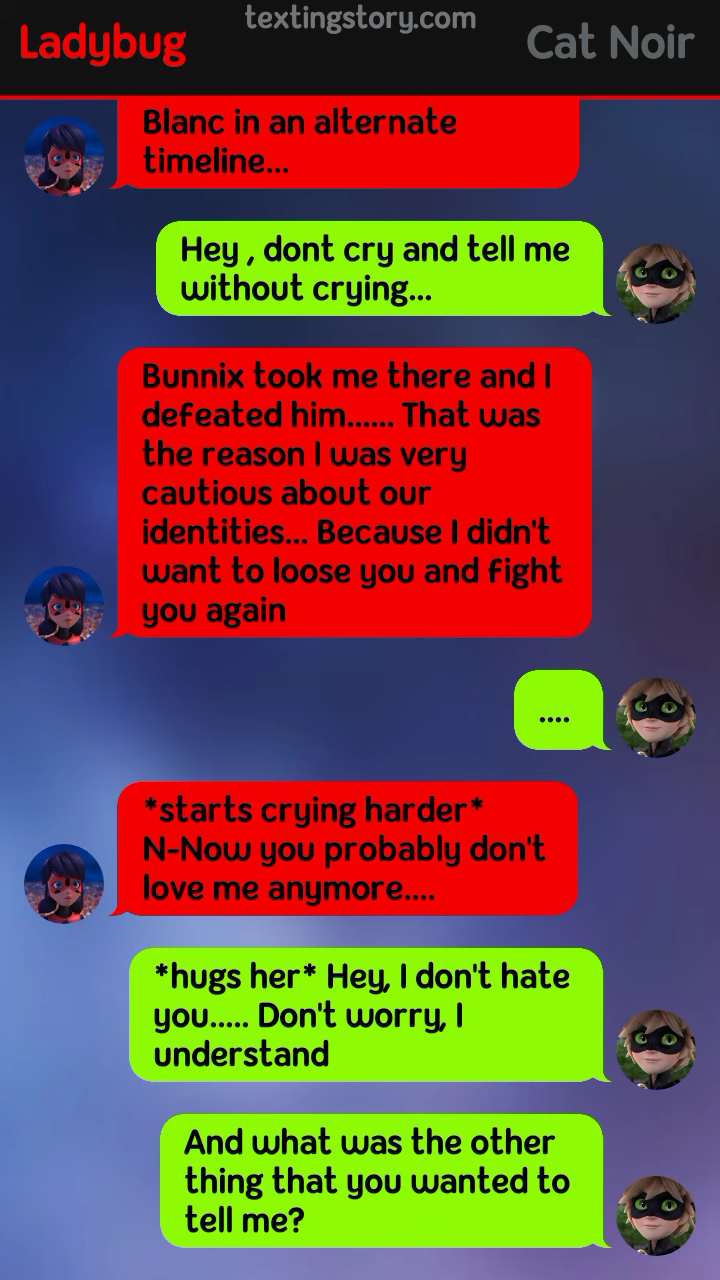 textingstory.com
Ladybug
Cat Noir
Blanc in an alternate
timeline...
Hey , dont cry and tell me
without crying...
Bunnix took me there and I
defeated him...... That was
the reason I was very
cautious about our
identities... Because I didn't
want to loose you and fight
you again
....
*starts crying harder*
N-Now you probably don't
love me anymore....
*hugs her* Hey, I don't hate
you..... Don't worry, I
understand
And what was the other
thing that you wanted to
tell me?